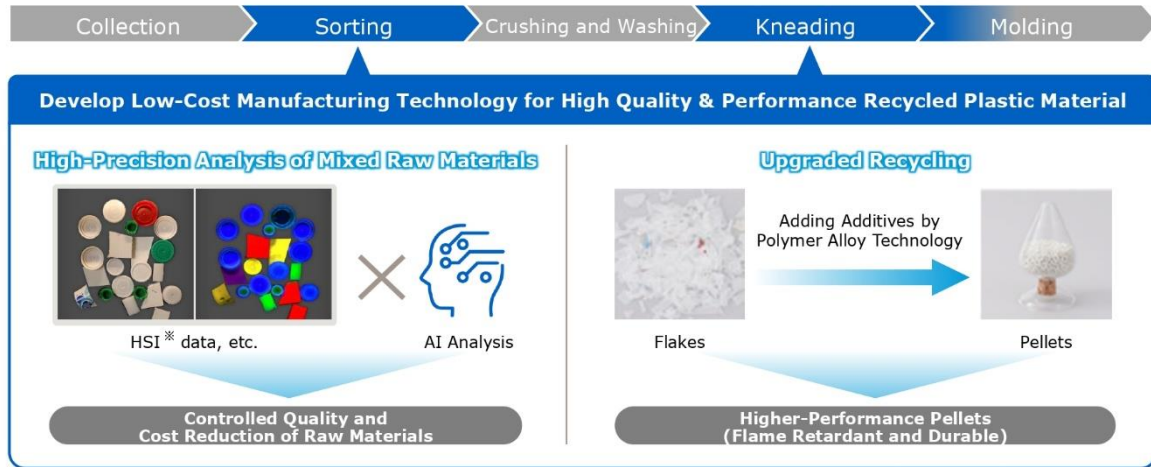 Collection
Sorting
Crushing and Washing
Kneading
Molding
Develop Low-Cost Manufacturing Technology for High Quality & Performance Recycled Plastic Material
High-Precision Analysis of Mixed Raw Materials
HSI※ data, etc.
AI Analysis
Controlled Quality and
Cost Reduction of Raw Materials
Upgraded Recycling
Adding Additives by
Polymer Alloy Technology
Flakes
Pellets
Higher-Performance Pellets
(Flame Retardant and Durable)